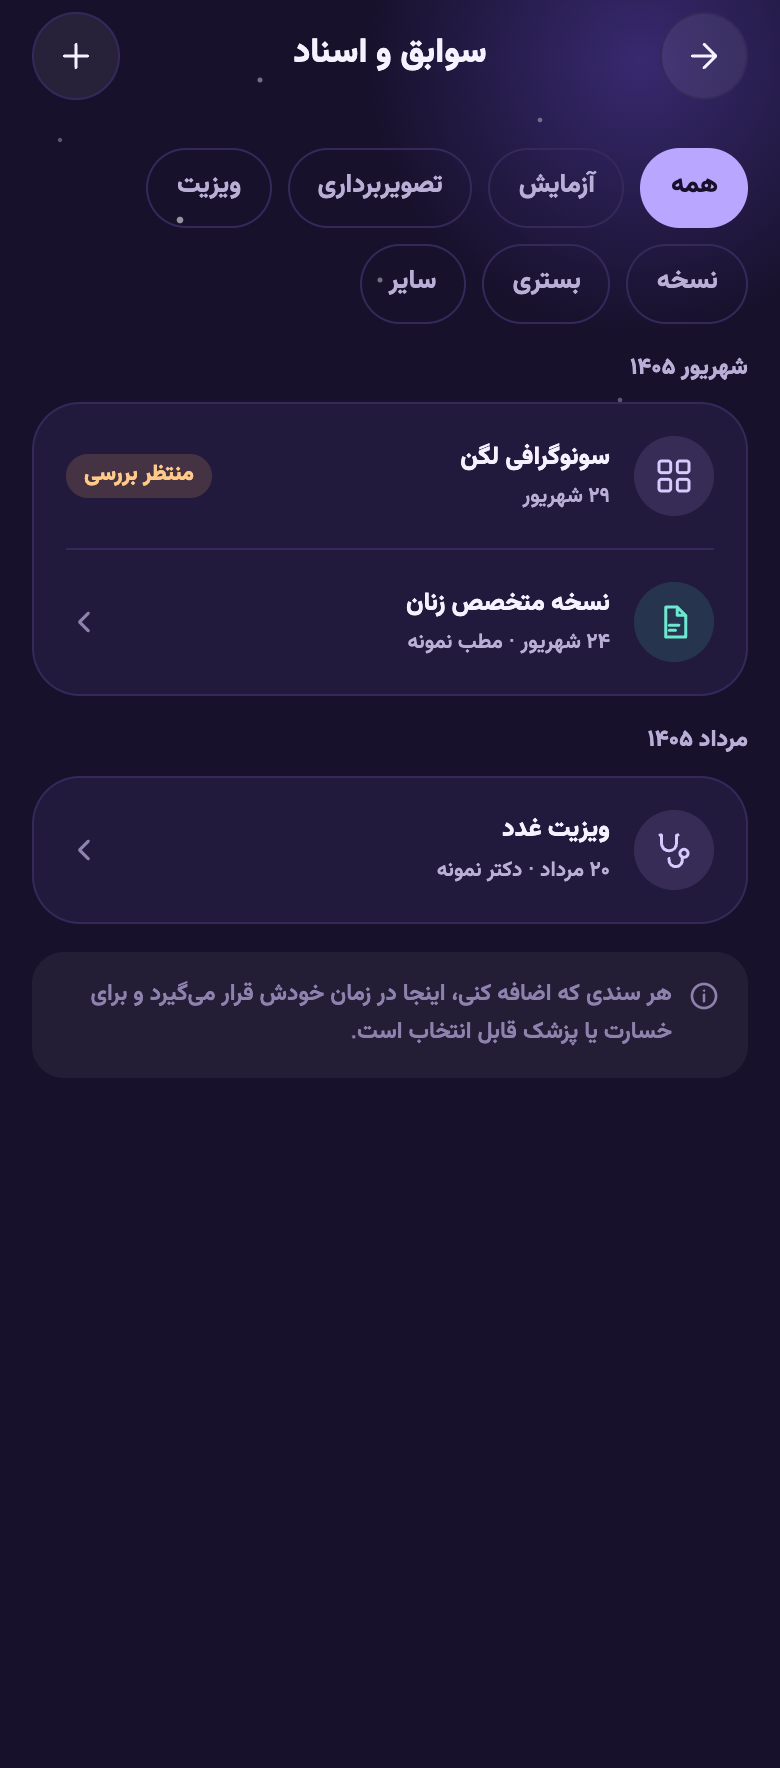 سوابق و اسناد
همه
آزمایش
تصویربرداری
ویزیت
نسخه
بستری
سایر
شهریور ۱۴۰۵
سونوگرافی لگن
منتظر بررسی
۲۹ شهریور
نسخه متخصص زنان
۲۴ شهریور · مطب نمونه
مرداد ۱۴۰۵
ویزیت غدد
۲۰ مرداد · دکتر نمونه
هر سندی که اضافه کنی، اینجا در زمان خودش قرار می‌گیرد و برای
خسارت یا پزشک قابل انتخاب است.